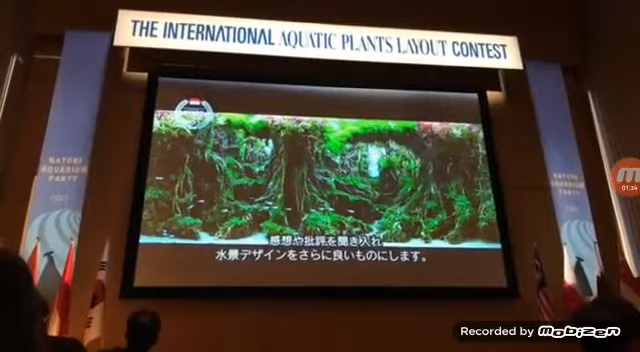 THE INTERNATIONAL AQUATIC PLANTS LAYOUT CONTEST
NATURE
AQUARIUM
PARTY
NATURE
AQUARIUM
PARTY
感想や批評を聞き入れ
水景デザインをさらに良いものにします。
1:24
Recorded by mobizen